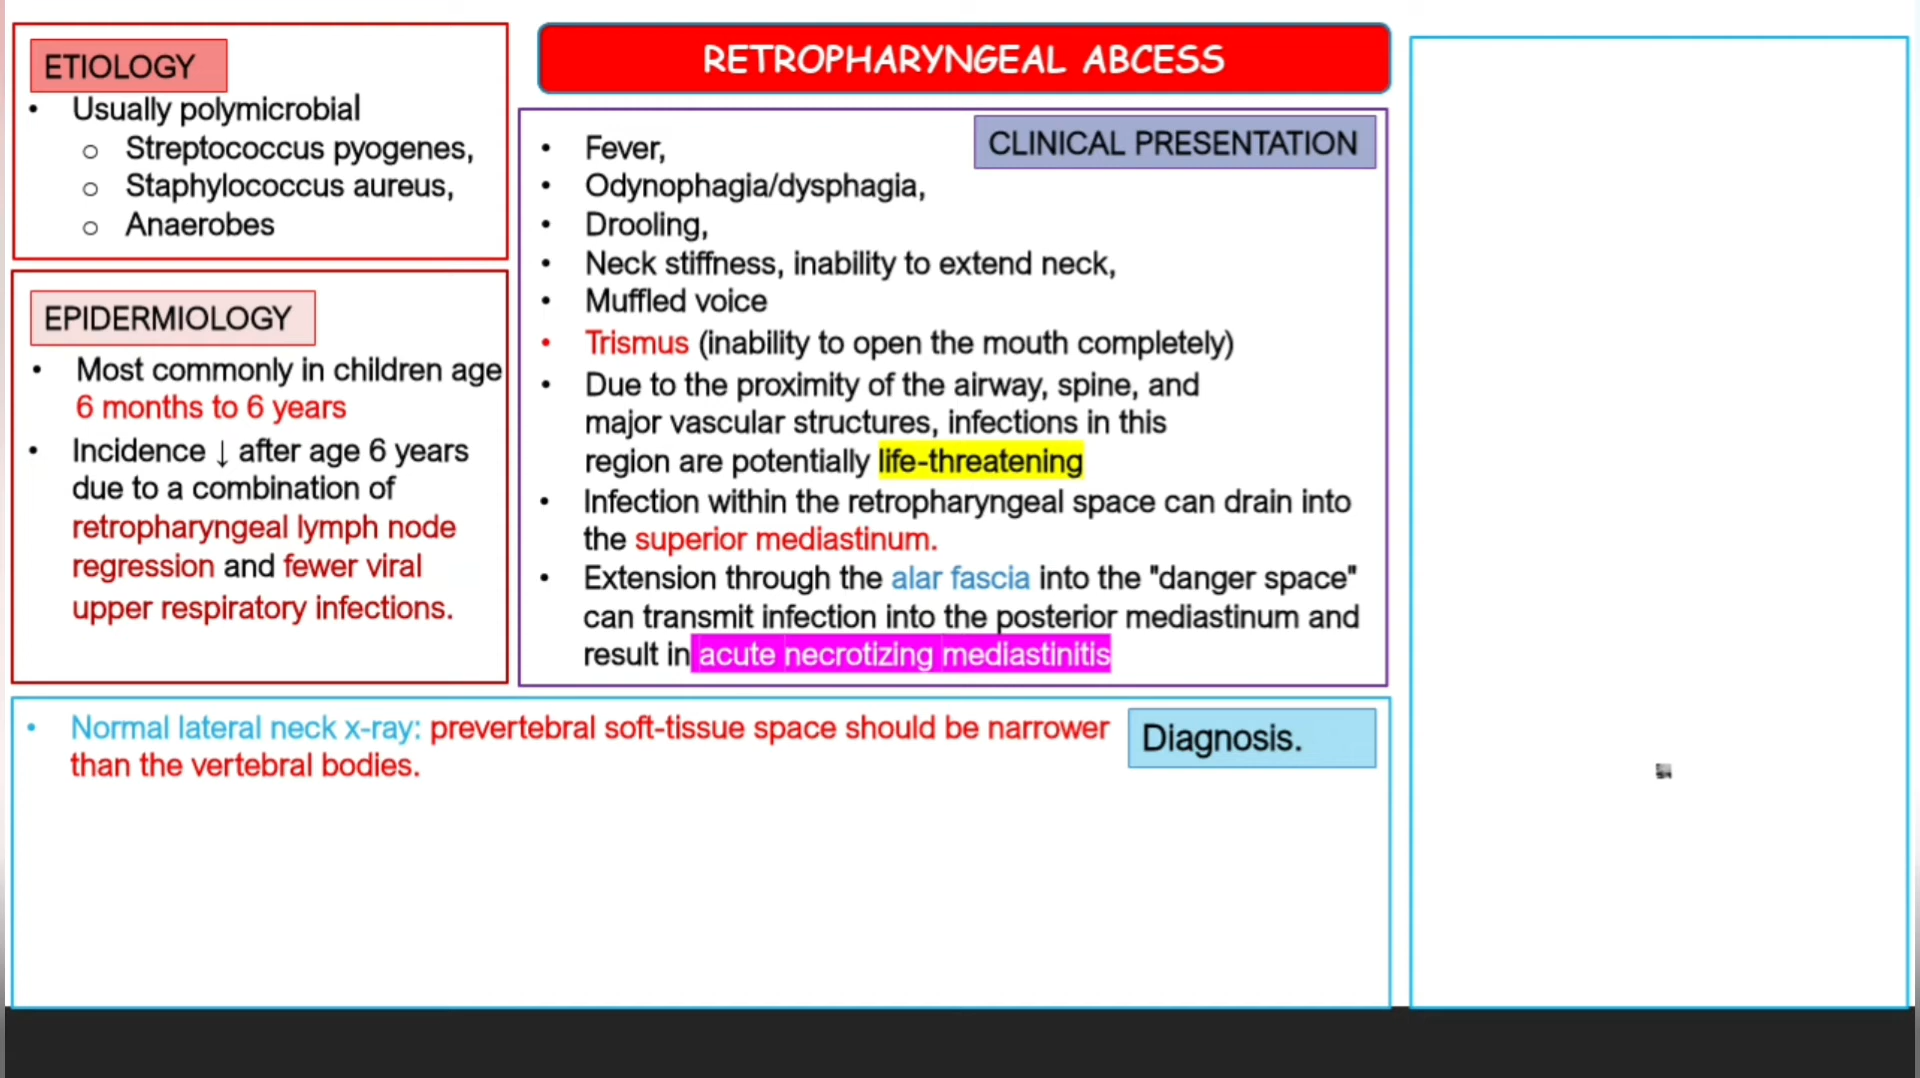 RETROPHARYNGEAL ABCESS
ETIOLOGY
• Usually polymicrobial
o Streptococcus pyogenes,
o Staphylococcus aureus,
o Anaerobes
EPIDERMIOLOGY
• Most commonly in children age
6 months to 6 years
• Incidence ↓ after age 6 years
due to a combination of
retropharyngeal lymph node
regression and fewer viral
upper respiratory infections.
CLINICAL PRESENTATION
• Fever,
• Odynophagia/dysphagia,
• Drooling,
• Neck stiffness, inability to extend neck,
• Muffled voice
• Trismus (inability to open the mouth completely)
• Due to the proximity of the airway, spine, and
major vascular structures, infections in this
region are potentially life-threatening
• Infection within the retropharyngeal space can drain into
the superior mediastinum.
• Extension through the alar fascia into the "danger space"
can transmit infection into the posterior mediastinum and
result in acute necrotizing mediastinitis
Diagnosis.
• Normal lateral neck x-ray: prevertebral soft-tissue space should be narrower
than the vertebral bodies.